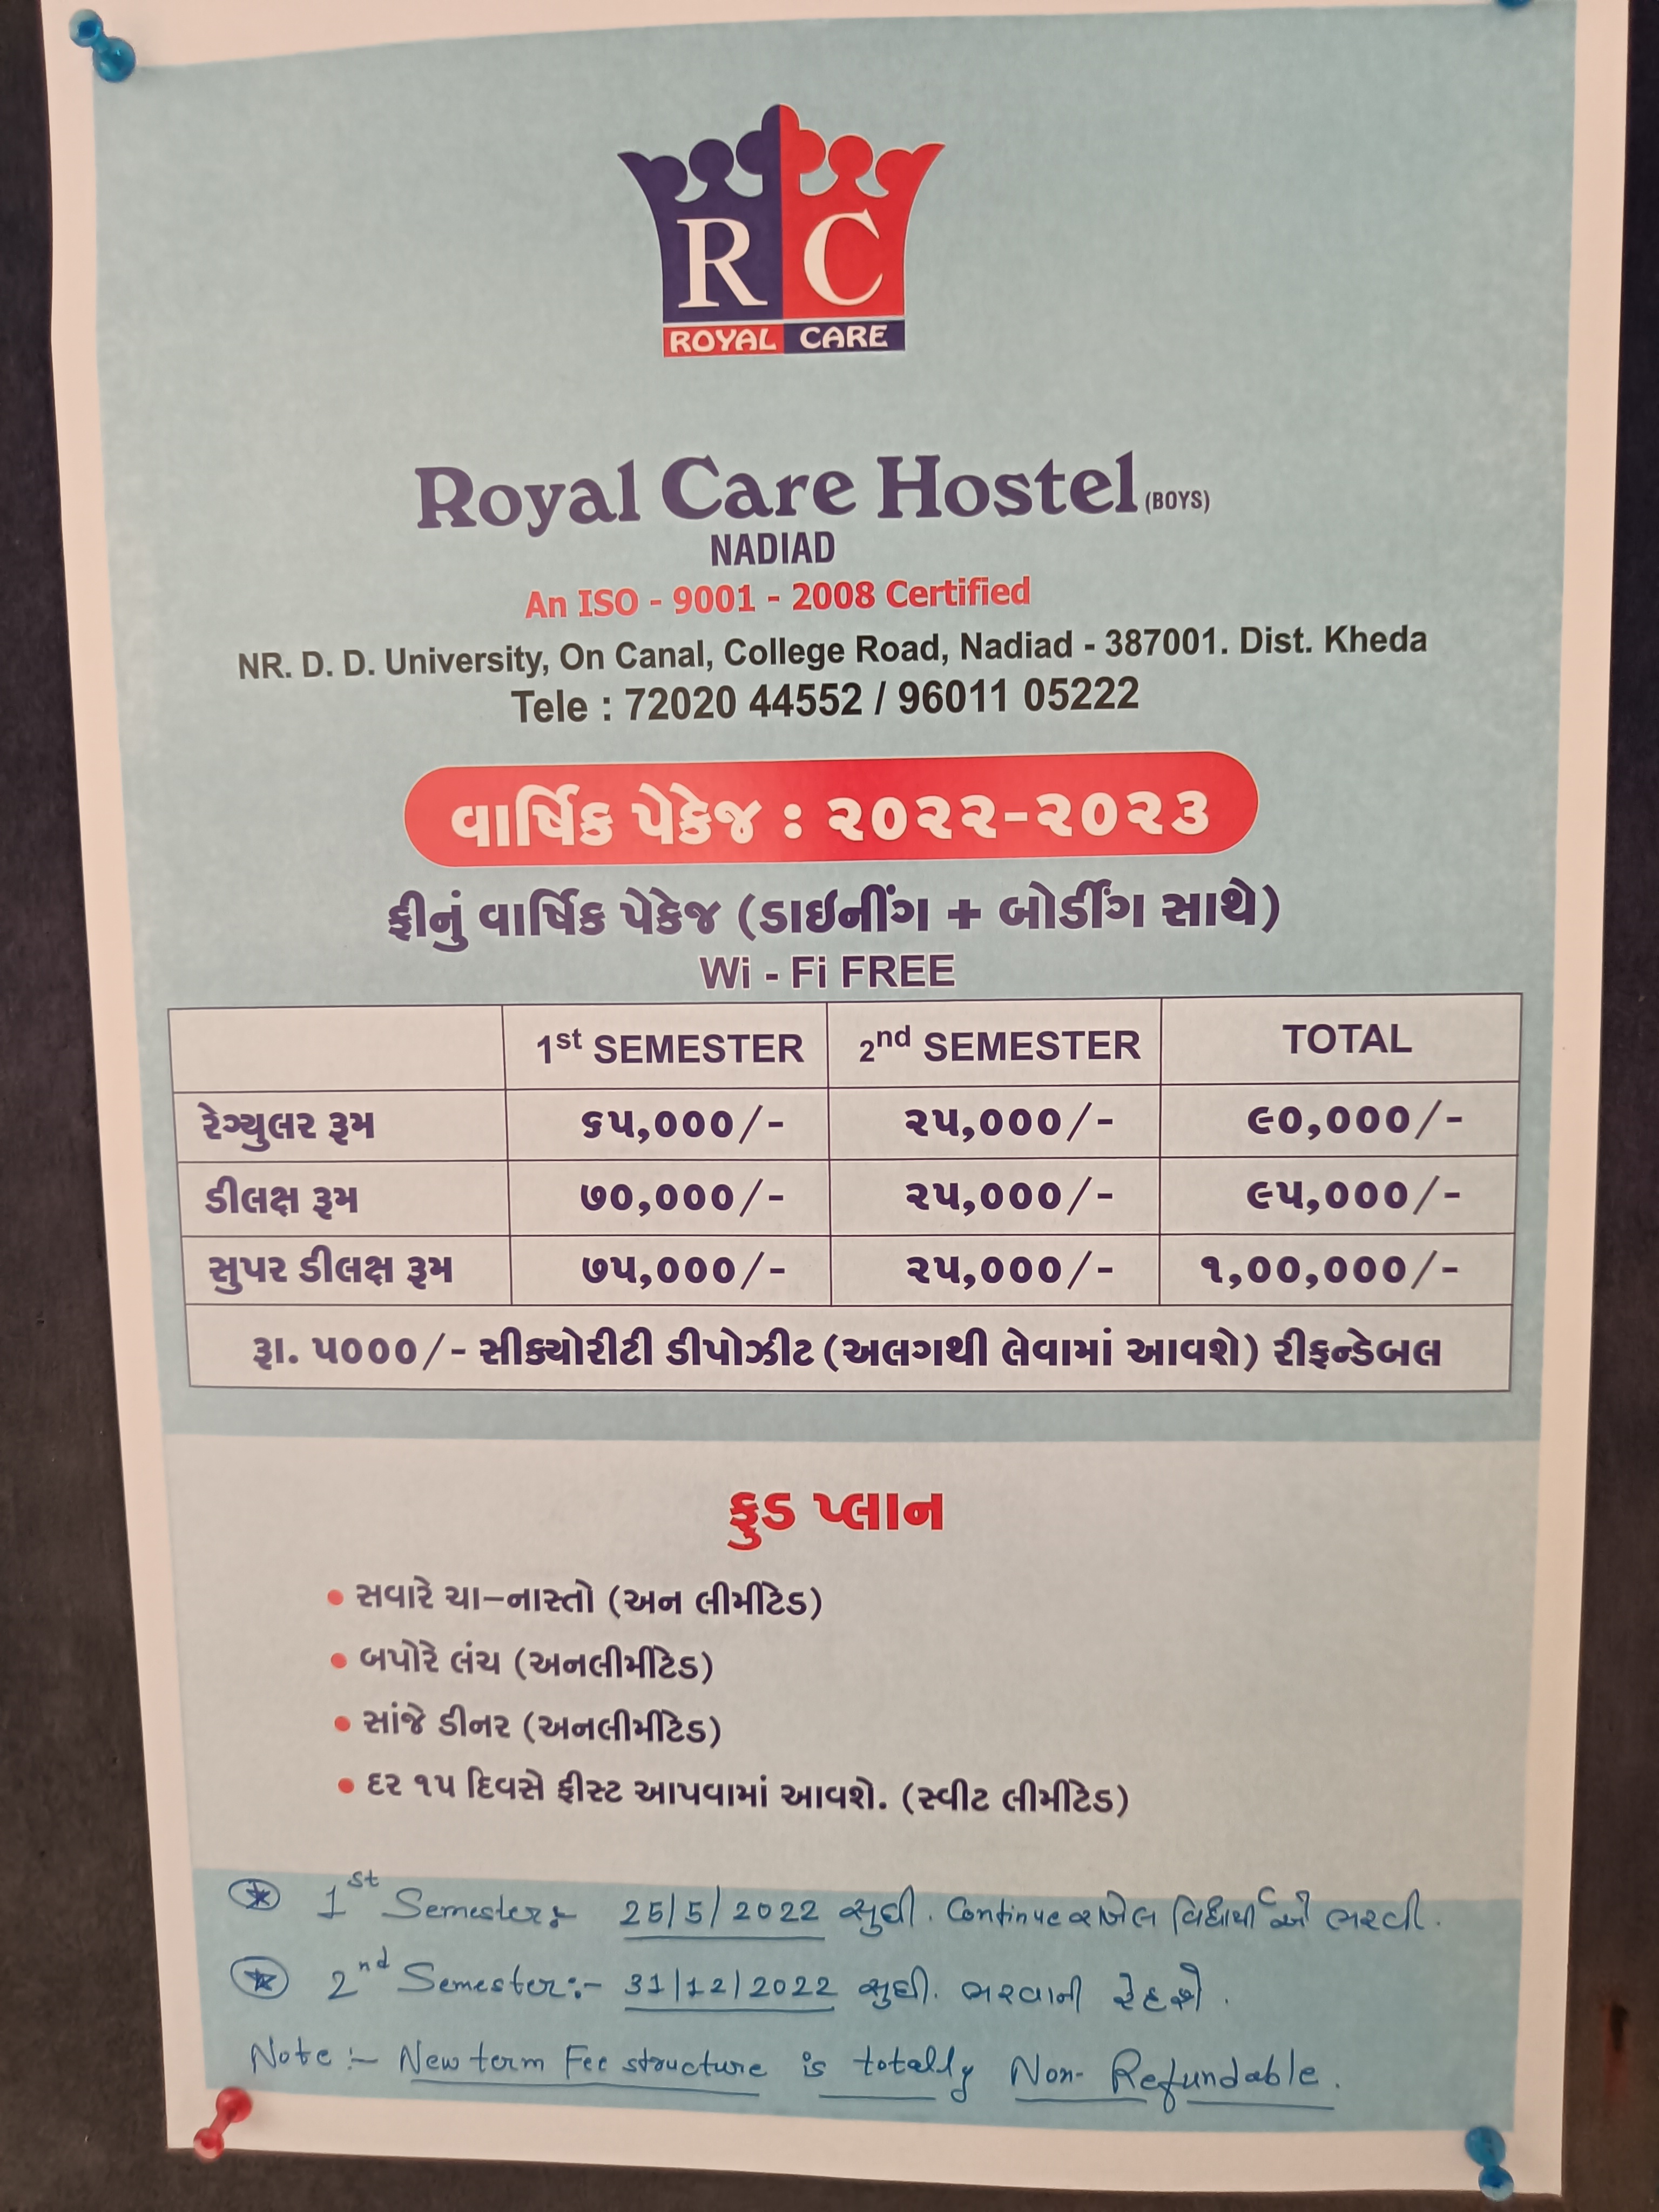 R C
ROYAL CARE
Royal Care Hostel (BOYS)
NADIAD
An ISO - 9001 - 2008 Certified
NR. D. D. University, On Canal, College Road, Nadiad - 387001. Dist. Kheda
Tele : 72020 44552 / 96011 05222
વાર્ષિક પેકેજ : ૨૦૨૨-૨૦૨૩
ફીનું વાર્ષિક પેકેજ (ડાઇનીંગ + બોર્ડીંગ સાથે)
Wi - Fi FREE
1st SEMESTER 2nd SEMESTER TOTAL
રેગ્યુલર રૂમ ૬૫,૦૦૦/- ૨૫,૦૦૦/- ૯૦,૦૦૦/-
ડીલક્ષ રૂમ ૭૦,૦૦૦/- ૨૫,૦૦૦/- ૯૫,૦૦૦/-
સુપર ડીલક્ષ રૂમ ૭૫,૦૦૦/- ૨૫,૦૦૦/- ૧,૦૦,૦૦૦/-
રૂા. ૫૦૦૦/- સીક્યોરીટી ડીપોઝીટ (અલગથી લેવામાં આવશે) રીફન્ડેબલ
ફુડ પ્લાન
• સવારે ચા-નાસ્તો (અન લીમીટેડ)
• બપોરે લંચ (અનલીમીટેડ)
• સાંજે ડીનર (અનલીમીટેડ)
• દર ૧૫ દિવસે ફીસ્ટ આપવામાં આવશે. (સ્વીટ લીમીટેડ)
1st Semester:- 25/5/2022 સુધી. Continue વિદ્યાર્થીઓએ ભરવી.
2nd Semester:- 31/12/2022 સુધી. ભરવાની રેહશે.
Note:- New term Fee structure is totally Non-Refundable.